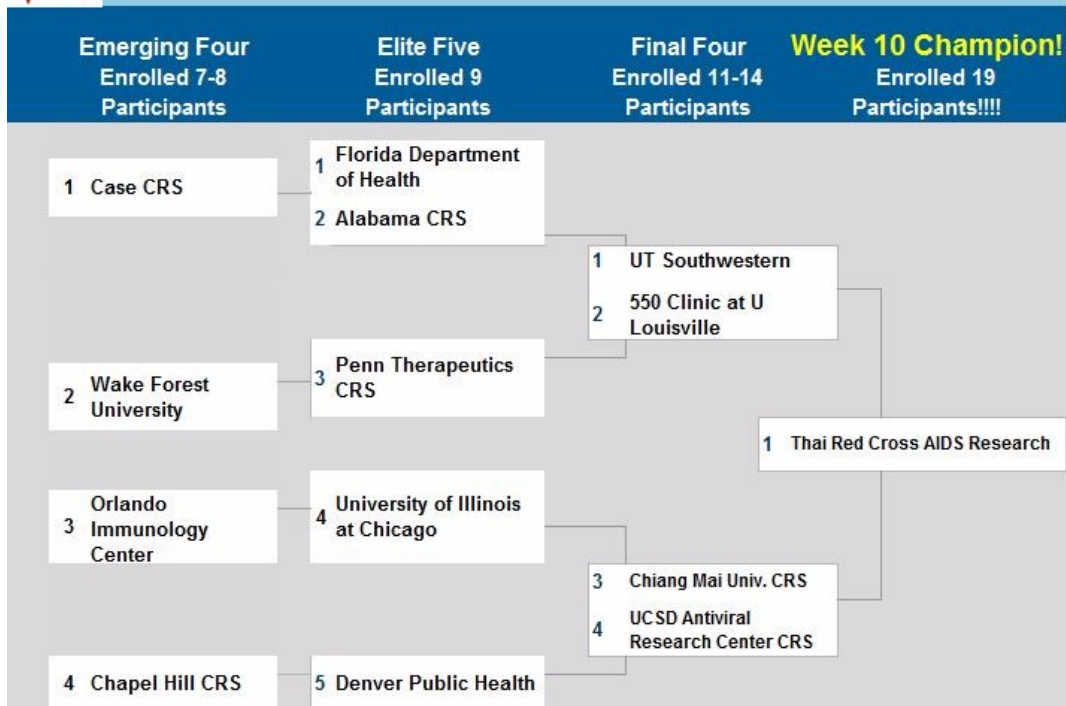 Emerging Four
Enrolled 7-8
Participants
Elite Five
Enrolled 9
Participants
Final Four
Enrolled 11-14
Participants
Week 10 Champion!
Enrolled 19
Participants!!!!
1 Case CRS
2 Wake Forest
University
3 Orlando
Immunology
Center
4 Chapel Hill CRS
1 Florida Department
of Health
2 Alabama CRS
3 Penn Therapeutics
CRS
4 University of Illinois
at Chicago
5 Denver Public Health
1 UT Southwestern
2 550 Clinic at U
Louisville
3 Chiang Mai Univ. CRS
4 UCSD Antiviral
Research Center CRS
1 Thai Red Cross AIDS Research